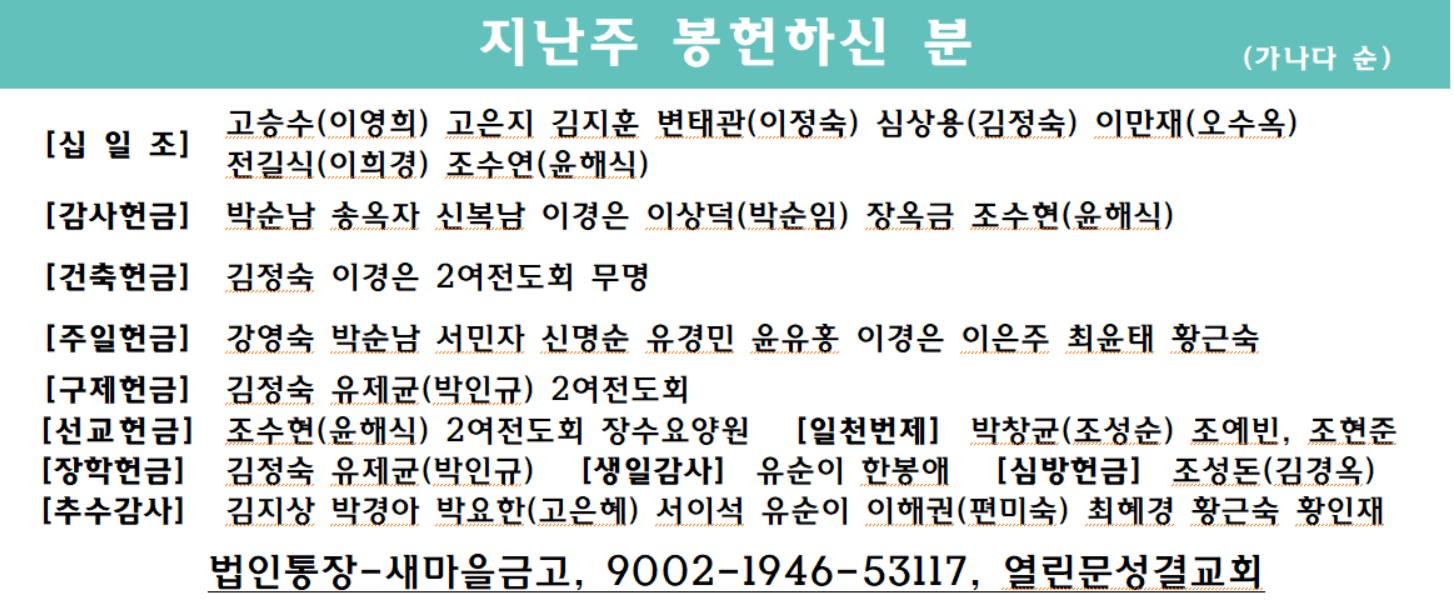 지난주 봉헌하신 분 (가나다 순)
[십 일 조] 고승수(이영희) 고은지 김지훈 변태관(이정숙) 심상용(김정숙) 이만재(오수옥)
전길식(이희경) 조수연(윤해식)
[감사헌금] 박순남 송옥자 신복남 이경은 이상덕(박순임) 장옥금 조수현(윤해식)
[건축헌금] 김정숙 이경은 2여전도회 무명
[주일헌금] 강영숙 박순남 서민자 신명순 유경민 윤유홍 이경은 이은주 최윤태 황근숙
[구제헌금] 김정숙 유제균(박인규) 2여전도회
[선교헌금] 조수현(윤해식) 2여전도회 장수요양원 [일천번제] 박창균(조성순) 조예빈, 조현준
[장학헌금] 김정숙 유제균(박인규) [생일감사] 유순이 한봉애 [심방헌금] 조성돈(김경옥)
[추수감사] 김지상 박경아 박요한(고은혜) 서이석 유순이 이해권(편미숙) 최혜경 황근숙 황인재
법인통장-새마을금고, 9002-1946-53117, 열린문성결교회